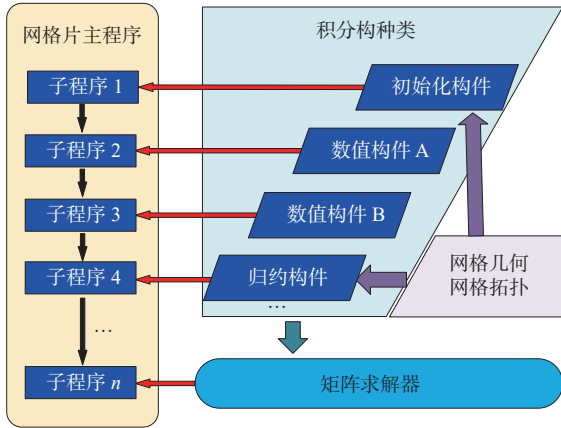 网格片主程序
子程序 1
子程序 2
子程序 3
子程序 4
…
子程序 n
积分构种类
初始化构件
数值构件 A
数值构件 B
归约构件
…
网格几何
网格拓扑
矩阵求解器